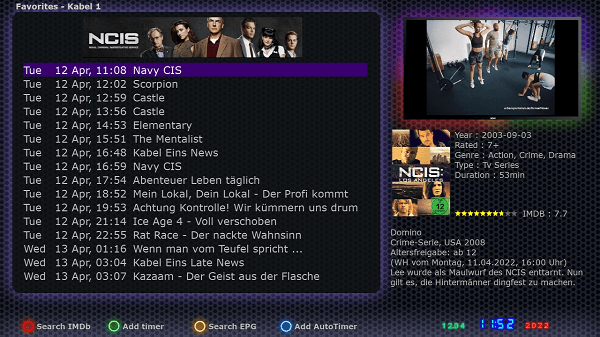 Favorites - Kabel 1
NCIS
NAVAL CRIMINAL INVESTIGATIVE SERVICE
Tue 12 Apr, 11:08 Navy CIS
Tue 12 Apr, 12:02 Scorpion
Tue 12 Apr, 12:59 Castle
Tue 12 Apr, 13:56 Castle
Tue 12 Apr, 14:53 Elementary
Tue 12 Apr, 15:51 The Mentalist
Tue 12 Apr, 16:48 Kabel Eins News
Tue 12 Apr, 16:59 Navy CIS
Tue 12 Apr, 17:54 Abenteuer Leben täglich
Tue 12 Apr, 18:52 Mein Lokal, Dein Lokal - Der Profi kommt
Tue 12 Apr, 19:53 Achtung Kontrolle! Wir kümmern uns drum
Tue 12 Apr, 21:14 Ice Age 4 - Voll verschoben
Tue 12 Apr, 22:55 Rat Race - Der nackte Wahnsinn
Wed 13 Apr, 01:16 Wenn man vom Teufel spricht ...
Wed 13 Apr, 03:04 Kabel Eins Late News
Wed 13 Apr, 03:07 Kazaam - Der Geist aus der Flasche
NCIS:
LOS ANGELES
12
Year : 2003-09-03
Rated : 7+
Genre : Action, Crime, Drama
Type : Tv Series
Duration : 53min
IMDB : 7.7
Domino
Crime-Serie, USA 2008
Altersfreigabe: ab 12
(WH vom Montag, 11.04.2022, 16:00 Uhr)
Lee wurde als Maulwurf des NCIS enttarnt. Nun
gilt es, die Hintermänner dingfest zu machen.
Search IMDb
Add timer
Search EPG
Add AutoTimer
12.04
11:52
2022